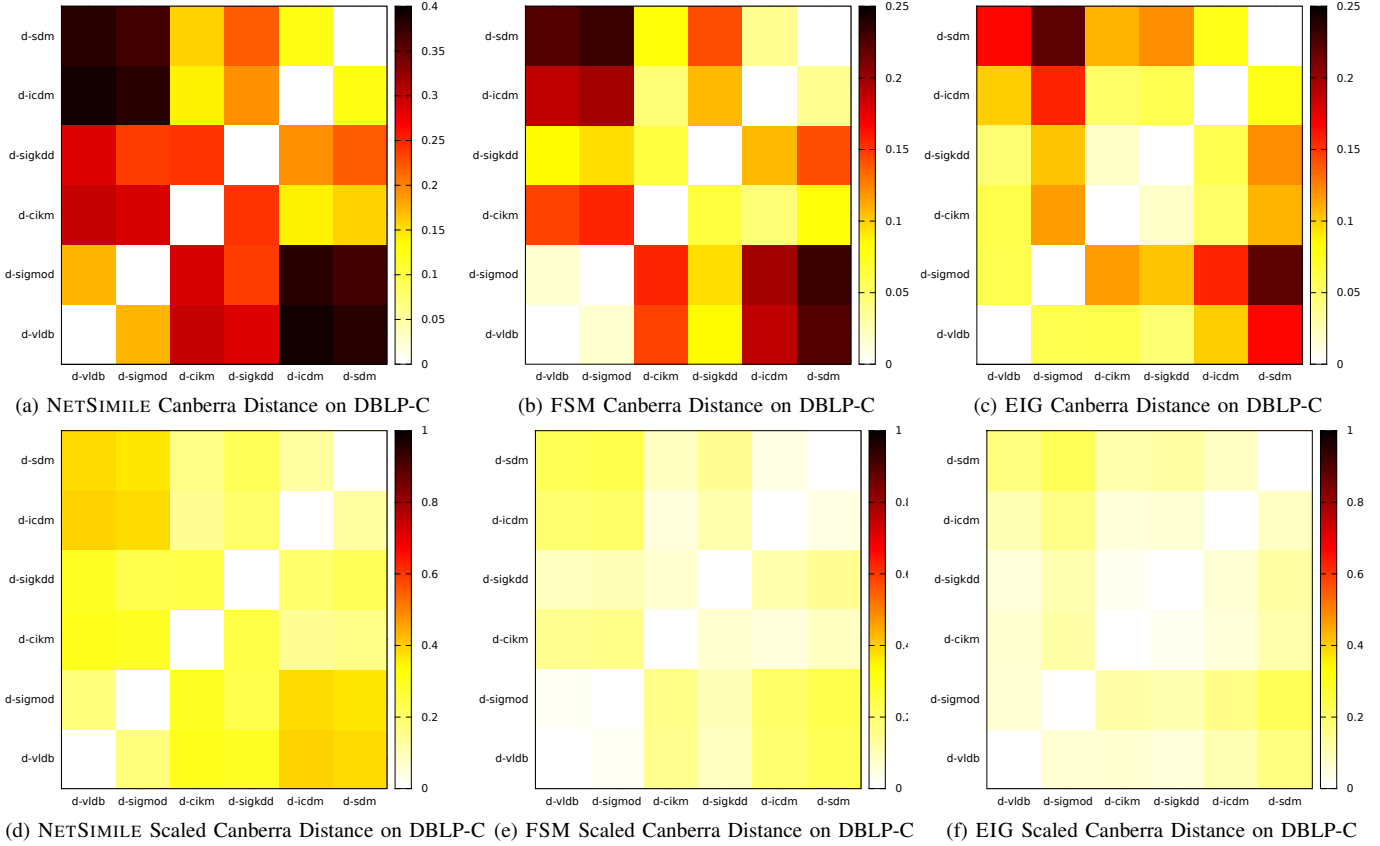 d-sdm
d-icdm
d-sigkdd
d-cikm
d-sigmod
d-vldb
d-vldb d-sigmod d-cikm d-sigkdd d-icdm d-sdm
0.4
0.35
0.3
0.25
0.2
0.15
0.1
0.05
0
(a) NETSIMILE Canberra Distance on DBLP-C
d-sdm
d-icdm
d-sigkdd
d-cikm
d-sigmod
d-vldb
d-vldb d-sigmod d-cikm d-sigkdd d-icdm d-sdm
0.25
0.2
0.15
0.1
0.05
0
(b) FSM Canberra Distance on DBLP-C
d-sdm
d-icdm
d-sigkdd
d-cikm
d-sigmod
d-vldb
d-vldb d-sigmod d-cikm d-sigkdd d-icdm d-sdm
0.25
0.2
0.15
0.1
0.05
0
(c) EIG Canberra Distance on DBLP-C
d-sdm
d-icdm
d-sigkdd
d-cikm
d-sigmod
d-vldb
d-vldb d-sigmod d-cikm d-sigkdd d-icdm d-sdm
1
0.8
0.6
0.4
0.2
0
(d) NETSIMILE Scaled Canberra Distance on DBLP-C
d-sdm
d-icdm
d-sigkdd
d-cikm
d-sigmod
d-vldb
d-vldb d-sigmod d-cikm d-sigkdd d-icdm d-sdm
1
0.8
0.6
0.4
0.2
0
(e) FSM Scaled Canberra Distance on DBLP-C
d-sdm
d-icdm
d-sigkdd
d-cikm
d-sigmod
d-vldb
d-vldb d-sigmod d-cikm d-sigkdd d-icdm d-sdm
1
0.8
0.6
0.4
0.2
0
(f) EIG Scaled Canberra Distance on DBLP-C